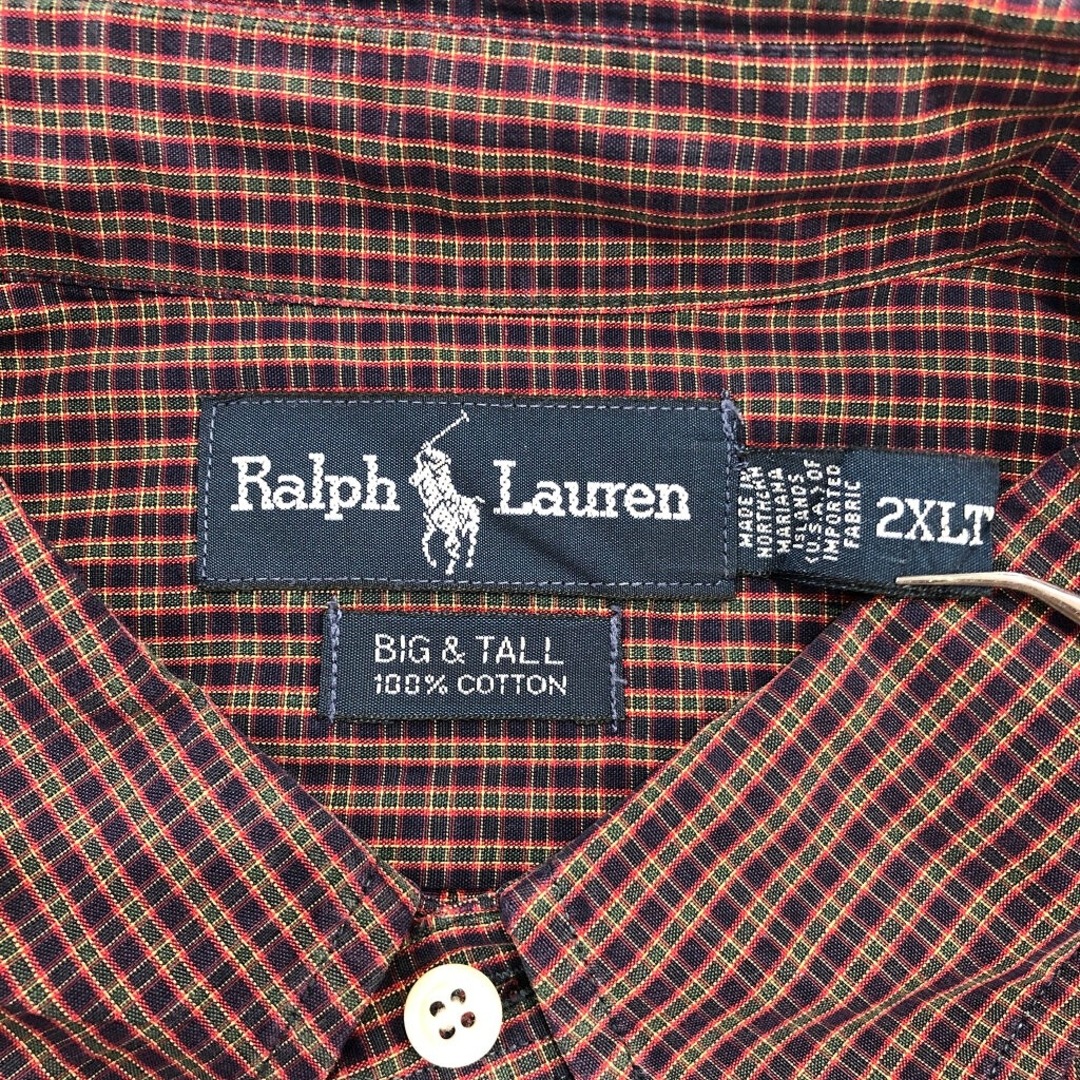 Ralph Lauren
MADE IN
NORTHERN
MARIANA
ISLANDS
(U.S.A.) OF
IMPORTED
FABRIC
2XLT
BIG & TALL
100% COTTON